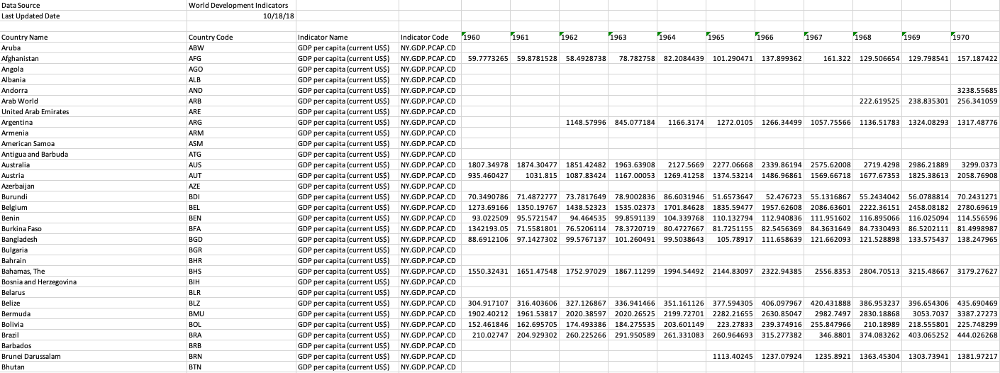 Data Source World Development Indicators
Last Updated Date 10/18/18
Country Name Country Code Indicator Name Indicator Code 1960 1961 1962 1963 1964 1965 1966 1967 1968 1969 1970
Aruba ABW GDP per capita (current US$) NY.GDP.PCAP.CD
Afghanistan AFG GDP per capita (current US$) NY.GDP.PCAP.CD 59.7773265 59.8781528 58.4928738 78.782758 82.2084439 101.290471 137.899362 161.322 129.506654 129.798541 157.187422
Angola AGO GDP per capita (current US$) NY.GDP.PCAP.CD
Albania ALB GDP per capita (current US$) NY.GDP.PCAP.CD
Andorra AND GDP per capita (current US$) NY.GDP.PCAP.CD 3238.55685
Arab World ARB GDP per capita (current US$) NY.GDP.PCAP.CD 222.619525 238.835301 256.341059
United Arab Emirates ARE GDP per capita (current US$) NY.GDP.PCAP.CD
Argentina ARG GDP per capita (current US$) NY.GDP.PCAP.CD 1148.57996 845.077184 1166.3174 1272.0105 1266.34499 1057.75566 1136.51783 1324.08293 1317.48776
Armenia ARM GDP per capita (current US$) NY.GDP.PCAP.CD
American Samoa ASM GDP per capita (current US$) NY.GDP.PCAP.CD
Antigua and Barbuda ATG GDP per capita (current US$) NY.GDP.PCAP.CD
Australia AUS GDP per capita (current US$) NY.GDP.PCAP.CD 1807.34978 1874.30477 1851.42482 1963.63908 2127.5669 2277.06668 2339.86194 2575.62008 2719.4298 2986.21889 3299.0373
Austria AUT GDP per capita (current US$) NY.GDP.PCAP.CD 935.460427 1031.815 1087.83424 1167.00053 1269.41258 1374.53214 1486.96861 1569.66718 1677.67353 1825.38613 2058.76908
Azerbaijan AZE GDP per capita (current US$) NY.GDP.PCAP.CD
Burundi BDI GDP per capita (current US$) NY.GDP.PCAP.CD 70.3490786 71.4872777 73.7817649 78.9002836 86.6031946 51.6573647 52.476723 55.1316867 55.2434042 56.0788814 70.2431271
Belgium BEL GDP per capita (current US$) NY.GDP.PCAP.CD 1273.69166 1350.19767 1438.52323 1535.02373 1701.84628 1835.59477 1957.62608 2086.63601 2222.36151 2458.08182 2780.69619
Benin BEN GDP per capita (current US$) NY.GDP.PCAP.CD 93.022509 95.5721547 94.464535 99.8591139 104.339768 110.132794 112.940836 111.951602 116.895066 116.025094 114.556596
Burkina Faso BFA GDP per capita (current US$) NY.GDP.PCAP.CD 1342193.05 71.5581801 76.5206114 78.3720719 80.4727667 81.7251155 82.5456369 84.3631649 84.7330493 86.5202111 81.4998987
Bangladesh BGD GDP per capita (current US$) NY.GDP.PCAP.CD 88.6912106 97.1427302 99.5767137 101.260491 99.5038643 105.78917 111.658639 121.662093 121.528898 133.575437 138.247965
Bulgaria BGR GDP per capita (current US$) NY.GDP.PCAP.CD
Bahrain BHR GDP per capita (current US$) NY.GDP.PCAP.CD
Bahamas, The BHS GDP per capita (current US$) NY.GDP.PCAP.CD 1550.32431 1651.47548 1752.97029 1867.11299 1994.54492 2144.83097 2322.94385 2556.8353 2804.70513 3215.48667 3179.27627
Bosnia and Herzegovina BIH GDP per capita (current US$) NY.GDP.PCAP.CD
Belarus BLR GDP per capita (current US$) NY.GDP.PCAP.CD
Belize BLZ GDP per capita (current US$) NY.GDP.PCAP.CD 304.917107 316.403606 327.126867 336.941466 351.161126 377.594305 406.097967 420.431888 386.953237 396.654306 435.690469
Bermuda BMU GDP per capita (current US$) NY.GDP.PCAP.CD 1902.40212 1961.53817 2020.38597 2020.26525 2199.72701 2282.21655 2630.85047 2982.7497 2830.18868 3053.7037 3387.27273
Bolivia BOL GDP per capita (current US$) NY.GDP.PCAP.CD 152.461846 162.695705 174.493386 184.275535 203.601149 223.27833 239.374916 255.847966 210.18989 218.555801 225.748299
Brazil BRA GDP per capita (current US$) NY.GDP.PCAP.CD 210.02747 204.929302 260.225266 291.950589 261.331083 260.964693 315.277382 346.8801 374.083262 403.065252 444.026268
Barbados BRB GDP per capita (current US$) NY.GDP.PCAP.CD
Brunei Darussalam BRN GDP per capita (current US$) NY.GDP.PCAP.CD 1113.40245 1237.07924 1235.8921 1363.45304 1303.73941 1381.97217
Bhutan BTN GDP per capita (current US$) NY.GDP.PCAP.CD